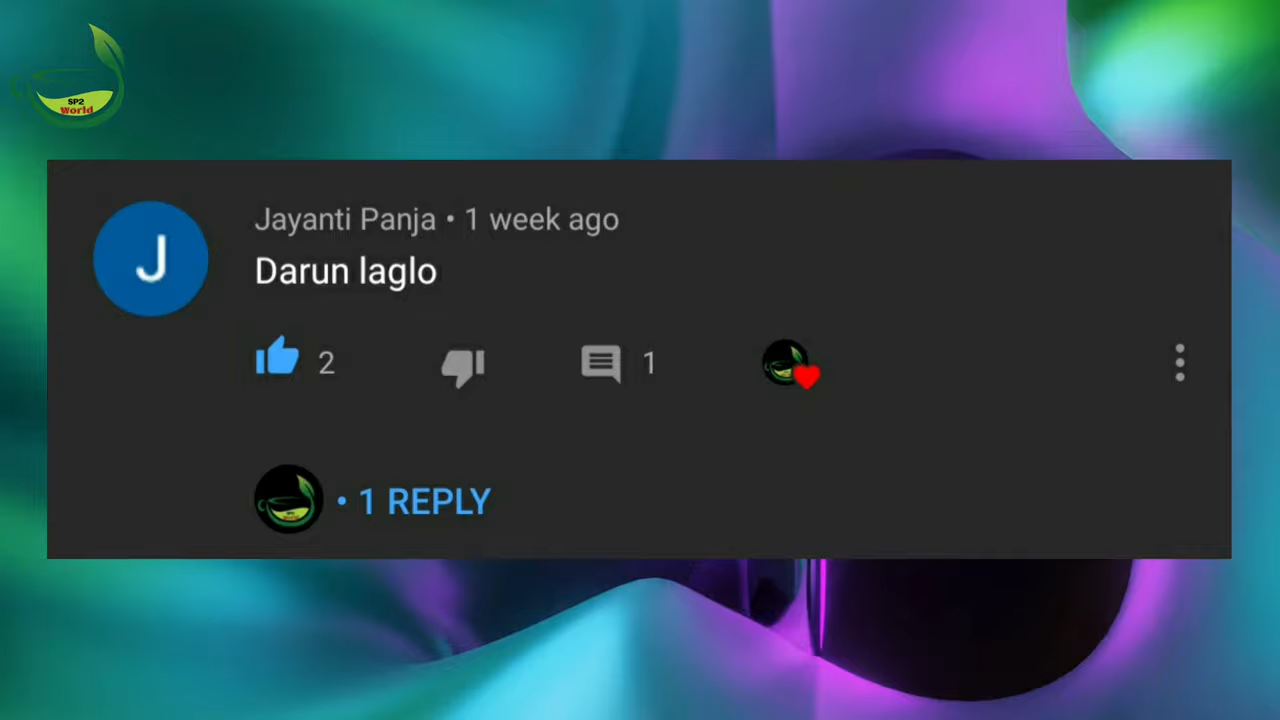 SP2
World
J
Jayanti Panja • 1 week ago
Darun laglo
2
1
• 1 REPLY